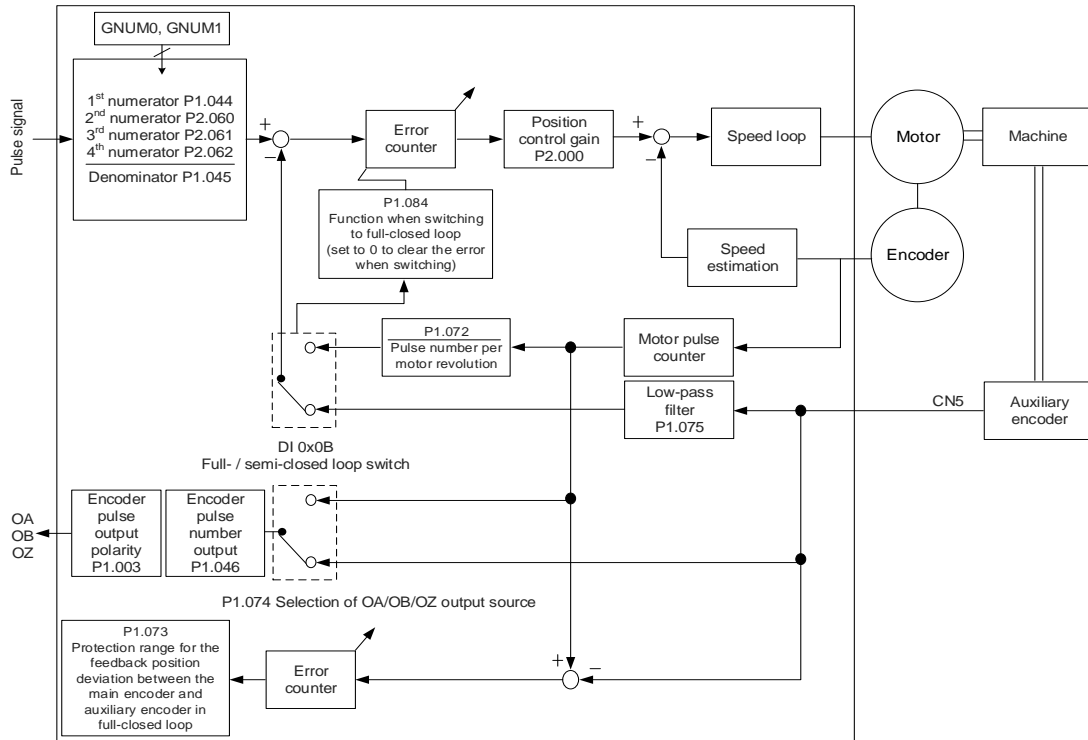 GNUM0, GNUM1
Pulse signal
1st numerator P1.044
2nd numerator P2.060
3rd numerator P2.061
4th numerator P2.062
Denominator P1.045
+
−
Error
counter
Position
control gain
P2.000
+
−
Speed loop
Motor
Machine
P1.084
Function when switching
to full-closed loop
(set to 0 to clear the error
when switching)
Speed
estimation
Encoder
P1.072
Pulse number per
motor revolution
Motor pulse
counter
Low-pass
filter
P1.075
CN5
Auxiliary
encoder
DI 0x0B
Full- / semi-closed loop switch
OA
OB
OZ
Encoder
pulse
output
polarity
P1.003
Encoder
pulse
number
output
P1.046
P1.074 Selection of OA/OB/OZ output source
P1.073
Protection range for the
feedback position
deviation between the
main encoder and
auxiliary encoder in
full-closed loop
Error
counter
+
−